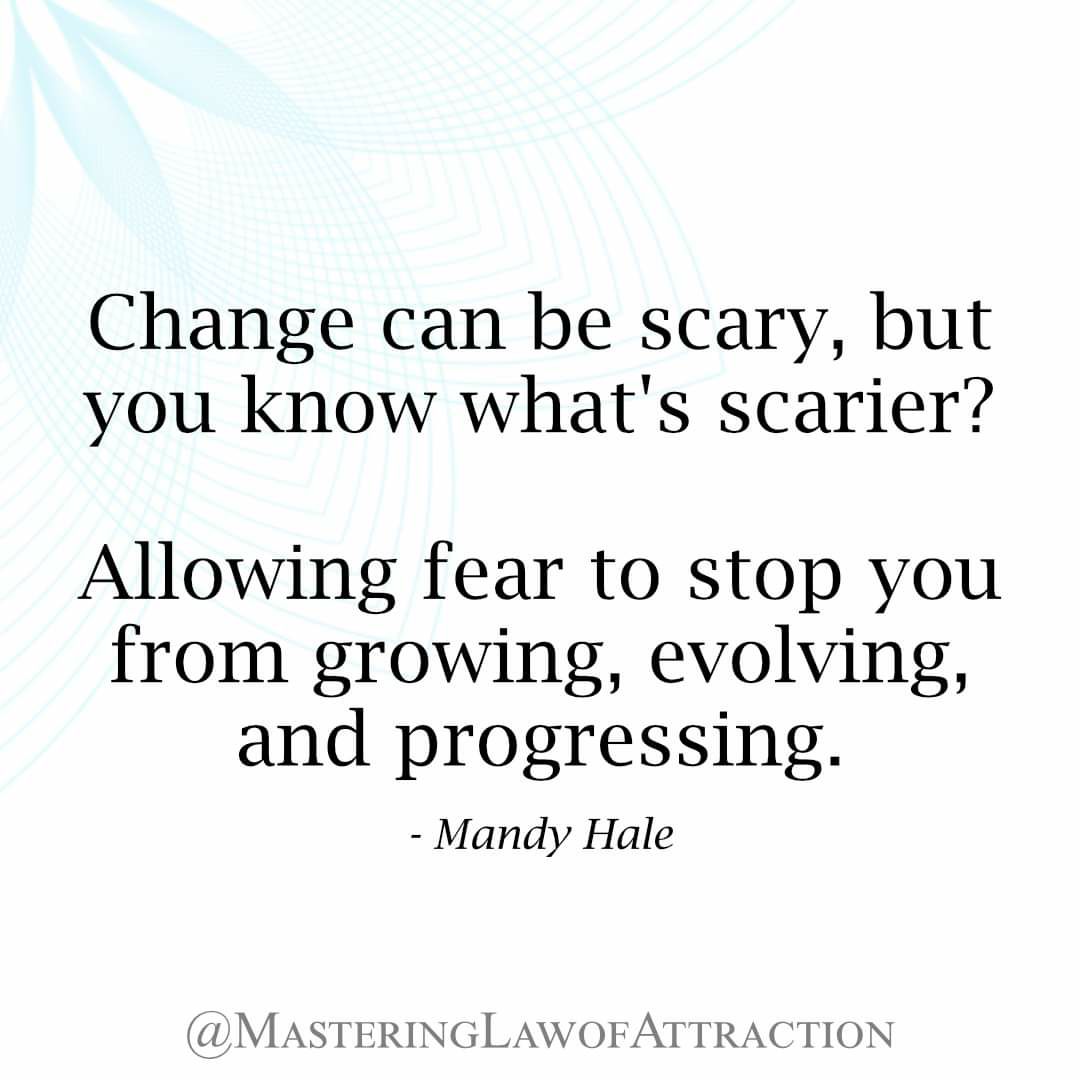 Change can be scary, but
you know what's scarier?
Allowing fear to stop you
from growing, evolving,
and progressing.
- Mandy Hale
@MasteringLawofAttraction